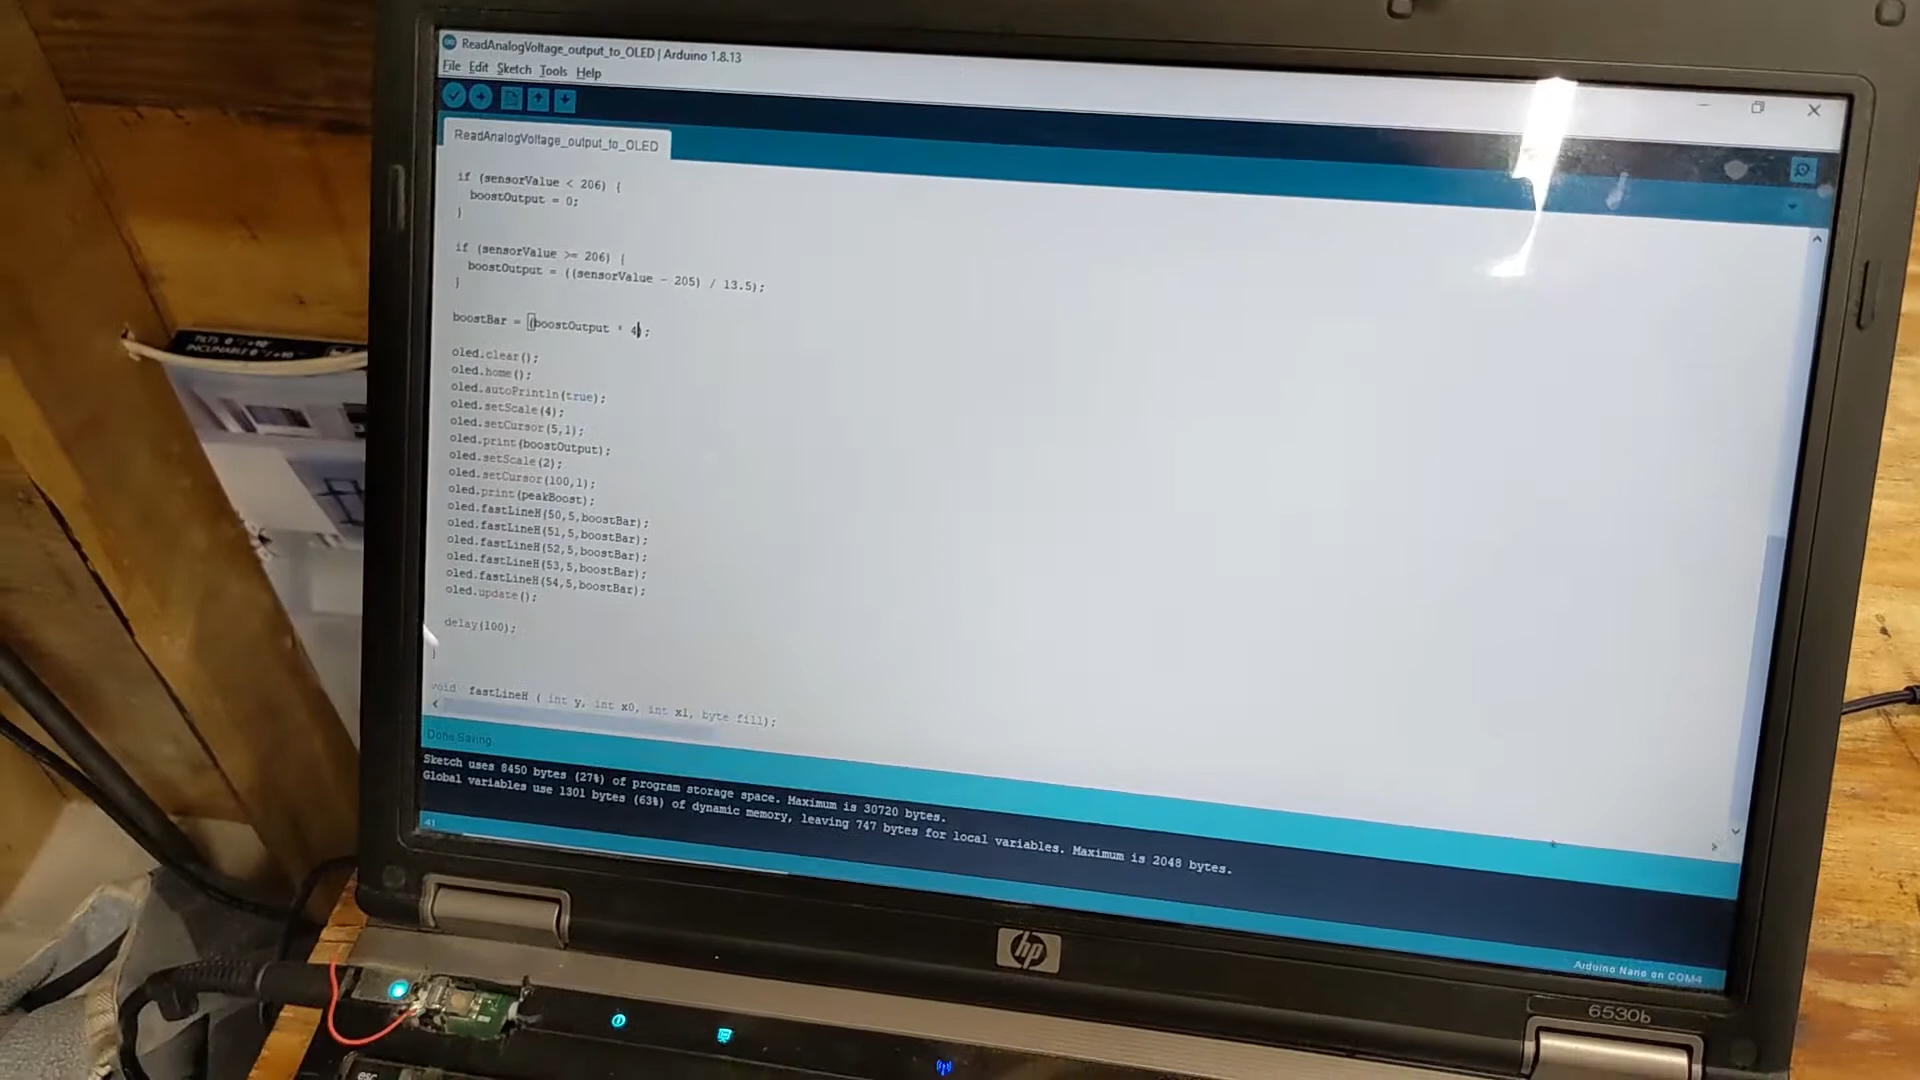 ReadAnalogVoltage_output_to_OLED | Arduino 1.8.13
File Edit Sketch Tools Help
ReadAnalogVoltage_output_to_OLED
if (sensorValue < 206) {
boostOutput = 0;
}
if (sensorValue >= 206) {
boostOutput = ((sensorValue - 205) / 13.5);
}
boostBar = (boostOutput * 4);
oled.clear();
oled.home();
oled.autoPrintln(true);
oled.setScale(4);
oled.setCursor(5,1);
oled.print(boostOutput);
oled.setScale(2);
oled.setCursor(100,1);
oled.print(peakBoost);
oled.fastLineH(50,5,boostBar);
oled.fastLineH(51,5,boostBar);
oled.fastLineH(52,5,boostBar);
oled.fastLineH(53,5,boostBar);
oled.fastLineH(54,5,boostBar);
oled.update();
delay(100);
}
void fastLineH ( int y, int x0, int x1, byte fill);
Done Saving.
Sketch uses 8450 bytes (27%) of program storage space. Maximum is 30720 bytes.
Global variables use 1301 bytes (63%) of dynamic memory, leaving 747 bytes for local variables. Maximum is 2048 bytes.
41
Arduino Nano on COM4
hp
6530b
esc